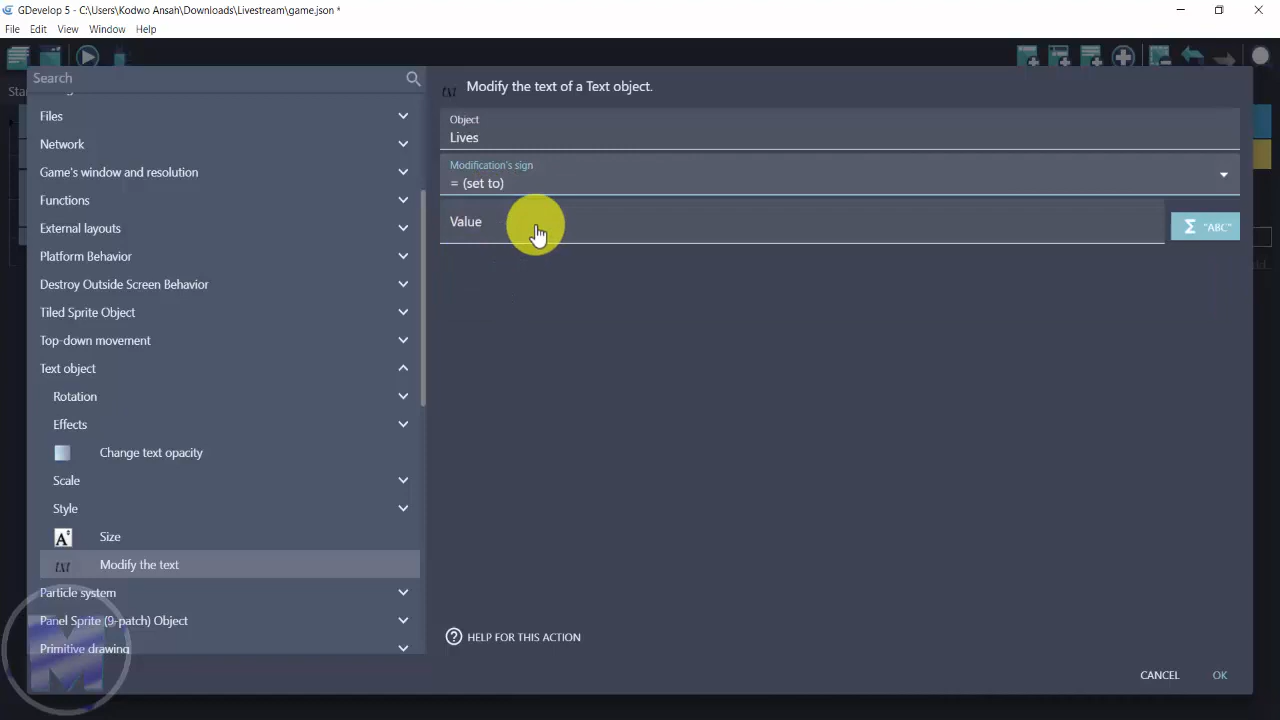 GDevelop 5 - C:\Users\Kodwo Ansah\Downloads\Livestream\game.json *
File Edit View Window Help
Search
Files
Network
Game's window and resolution
Functions
External layouts
Platform Behavior
Destroy Outside Screen Behavior
Tiled Sprite Object
Top-down movement
Text object
Rotation
Effects
Change text opacity
Scale
Style
A Size
txt Modify the text
Particle system
Panel Sprite (9-patch) Object
Primitive drawing
txt Modify the text of a Text object.
Object
Lives
Modification's sign
= (set to)
Value
Σ "ABC"
? HELP FOR THIS ACTION
CANCEL OK
M